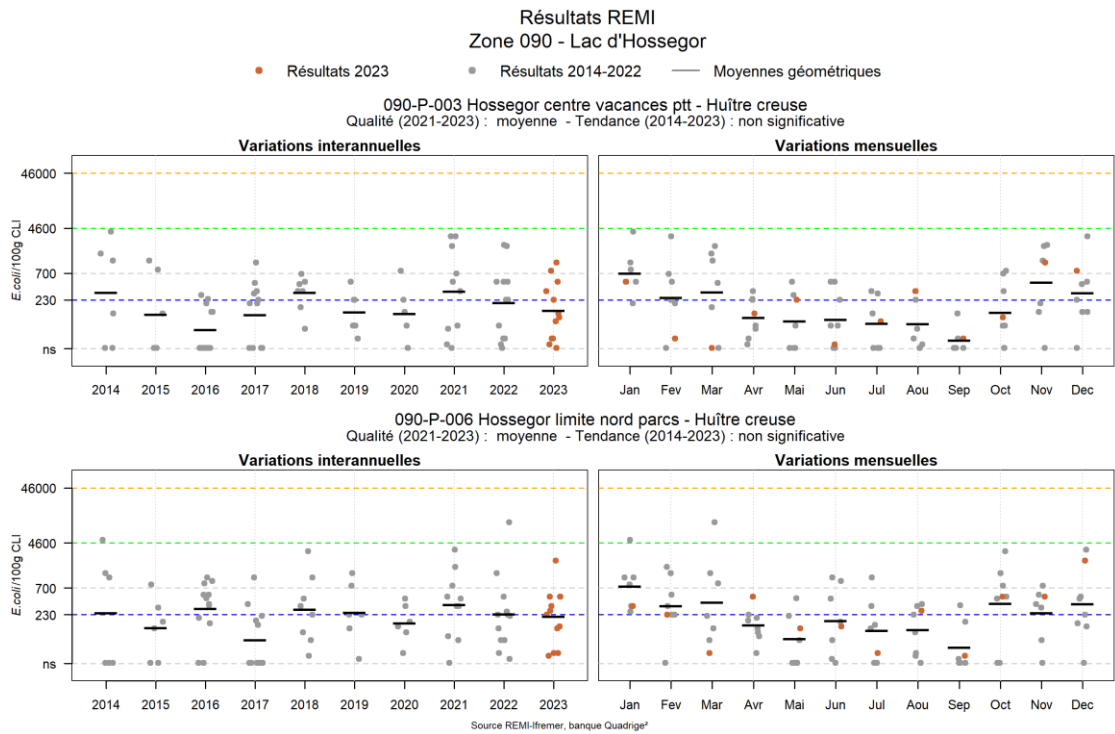 Résultats REMI
Zone 090 - Lac d'Hossegor
Résultats 2023 Résultats 2014-2022 Moyennes géométriques
090-P-003 Hossegor centre vacances ptt - Huître creuse
Qualité (2021-2023) : moyenne - Tendance (2014-2023) : non significative
Variations interannuelles Variations mensuelles
E.coli/100g CLI
46000
4600
700
230
ns
2014 2015 2016 2017 2018 2019 2020 2021 2022 2023 Jan Fev Mar Avr Mai Jun Jul Aou Sep Oct Nov Dec
090-P-006 Hossegor limite nord parcs - Huître creuse
Qualité (2021-2023) : moyenne - Tendance (2014-2023) : non significative
Variations interannuelles Variations mensuelles
E.coli/100g CLI
46000
4600
700
230
ns
2014 2015 2016 2017 2018 2019 2020 2021 2022 2023 Jan Fev Mar Avr Mai Jun Jul Aou Sep Oct Nov Dec
Source REMI-Ifremer, banque Quadrige²